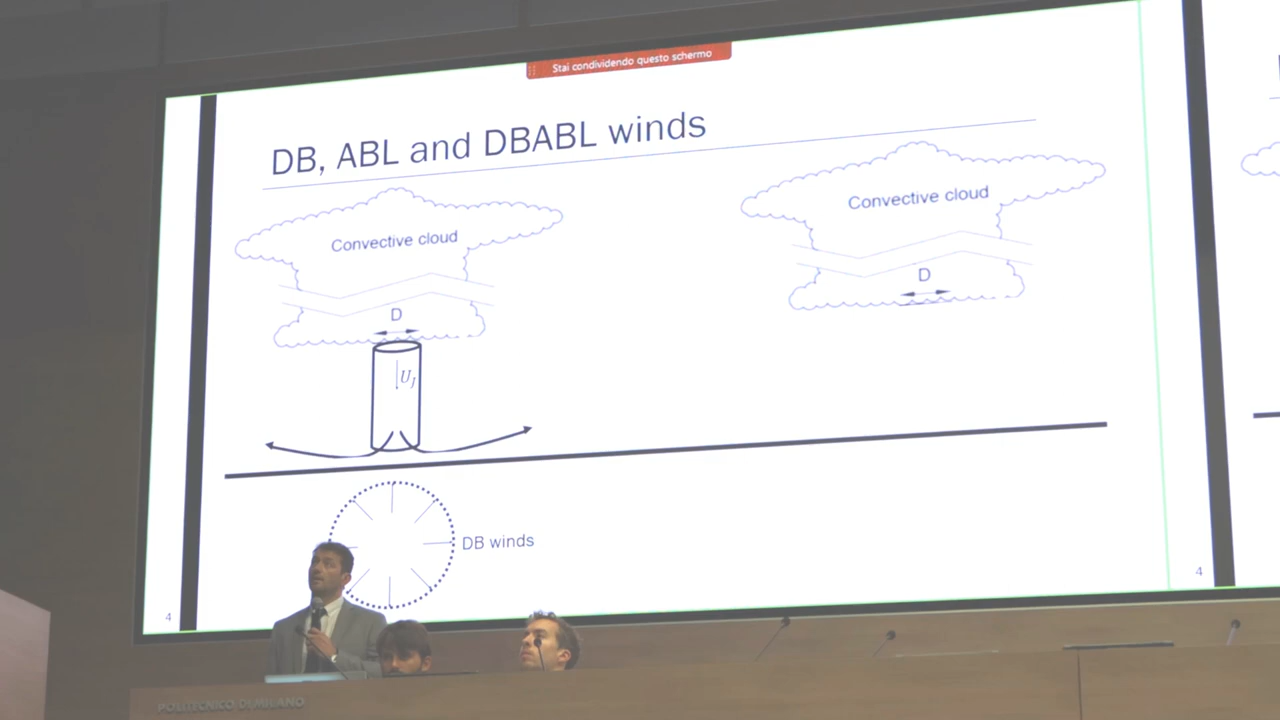 Stai condividendo questo schermo
DB, ABL and DBABL winds
Convective cloud
D
U_J
Convective cloud
D
DB winds
4
4
POLITECNICO DI MILANO